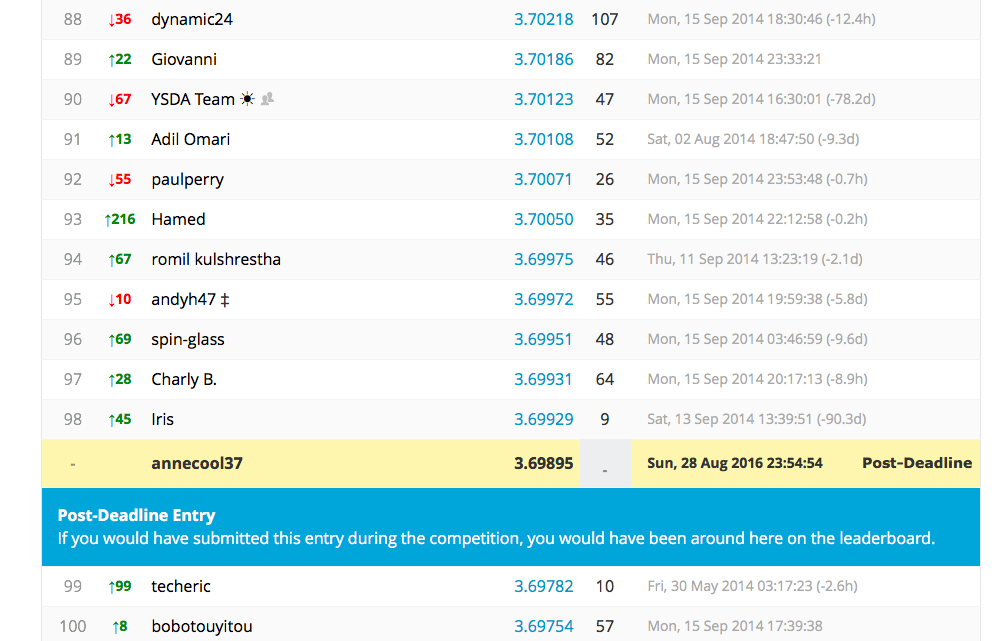 88 ↓36 dynamic24 3.70218 107 Mon, 15 Sep 2014 18:30:46 (-12.4h)
89 ↑22 Giovanni 3.70186 82 Mon, 15 Sep 2014 23:33:21
90 ↓67 YSDA Team ☀ 3.70123 47 Mon, 15 Sep 2014 16:30:01 (-78.2d)
91 ↑13 Adil Omari 3.70108 52 Sat, 02 Aug 2014 18:47:50 (-9.3d)
92 ↓55 paulperry 3.70071 26 Mon, 15 Sep 2014 23:53:48 (-0.7h)
93 ↑216 Hamed 3.70050 35 Mon, 15 Sep 2014 22:12:58 (-0.2h)
94 ↑67 romil kulshrestha 3.69975 46 Thu, 11 Sep 2014 13:23:19 (-2.1d)
95 ↓10 andyh47 ‡ 3.69972 55 Mon, 15 Sep 2014 19:59:38 (-5.8d)
96 ↑69 spin-glass 3.69951 48 Mon, 15 Sep 2014 03:46:59 (-9.6d)
97 ↑28 Charly B. 3.69931 64 Mon, 15 Sep 2014 20:17:13 (-8.9h)
98 ↑45 Iris 3.69929 9 Sat, 13 Sep 2014 13:39:51 (-90.3d)
- annecool37 3.69895 - Sun, 28 Aug 2016 23:54:54 Post-Deadline
Post-Deadline Entry
If you would have submitted this entry during the competition, you would have been around here on the leaderboard.
99 ↑99 techeric 3.69782 10 Fri, 30 May 2014 03:17:23 (-2.6h)
100 ↑8 bobotouyitou 3.69754 57 Mon, 15 Sep 2014 17:39:38